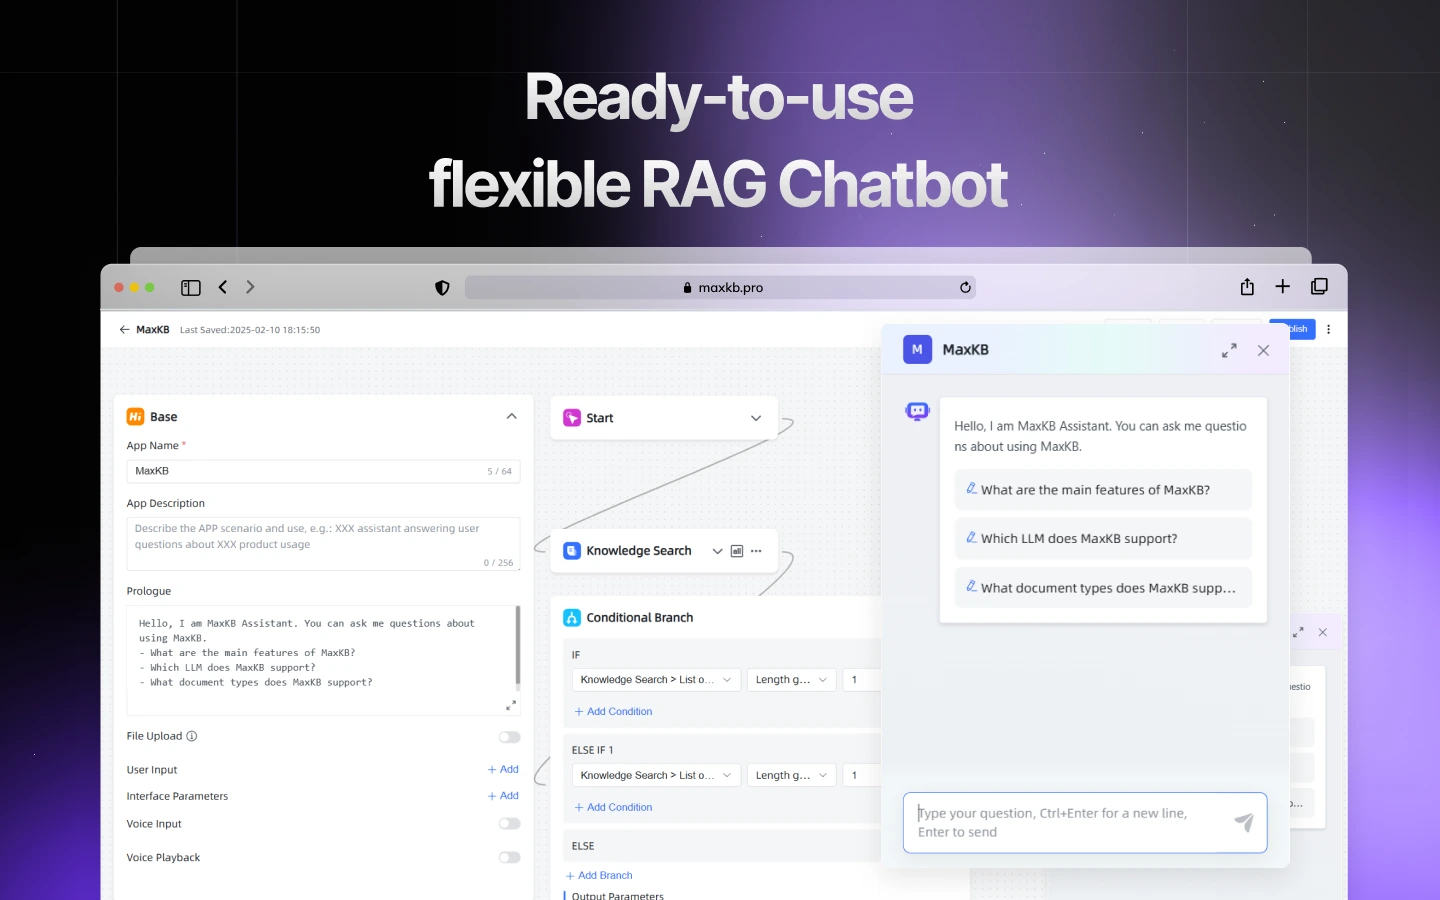 Ready-to-use
flexible RAG Chatbot
maxkb.pro
MaxKB Last Saved:2025-02-10 18:15:50
Hi Base
App Name *
MaxKB 5 / 64
App Description
Describe the APP scenario and use, e.g.: XXX assistant answering user
questions about XXX product usage
0 / 256
Prologue
Hello, I am MaxKB Assistant. You can ask me questions about
using MaxKB.
- What are the main features of MaxKB?
- Which LLM does MaxKB support?
- What document types does MaxKB support?
File Upload
User Input + Add
Interface Parameters + Add
Voice Input
Voice Playback
Start
Knowledge Search
Conditional Branch
IF
Knowledge Search > List o... Length g... 1
+ Add Condition
ELSE IF 1
Knowledge Search > List o... Length g... 1
+ Add Condition
ELSE
+ Add Branch
Output Parameters
blish
M MaxKB
Hello, I am MaxKB Assistant. You can ask me questio
ns about using MaxKB.
What are the main features of MaxKB?
Which LLM does MaxKB support?
What document types does MaxKB supp...
Type your question, Ctrl+Enter for a new line,
Enter to send
estio
o...